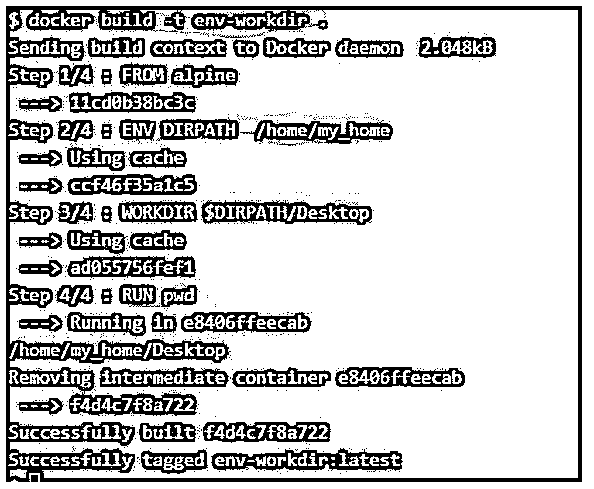 $ docker build -t env-workdir .
Sending build context to Docker daemon  2.048kB
Step 1/4 : FROM alpine
 ---> 11cd0b38bc3c
Step 2/4 : ENV DIRPATH  /home/my_home
 ---> Using cache
 ---> ccf46f35a1c5
Step 3/4 : WORKDIR $DIRPATH/Desktop
 ---> Using cache
 ---> ad055756fef1
Step 4/4 : RUN pwd
 ---> Running in e8406ffeecab
/home/my_home/Desktop
Removing intermediate container e8406ffeecab
 ---> f4d4c7f8a722
Successfully built f4d4c7f8a722
Successfully tagged env-workdir:latest